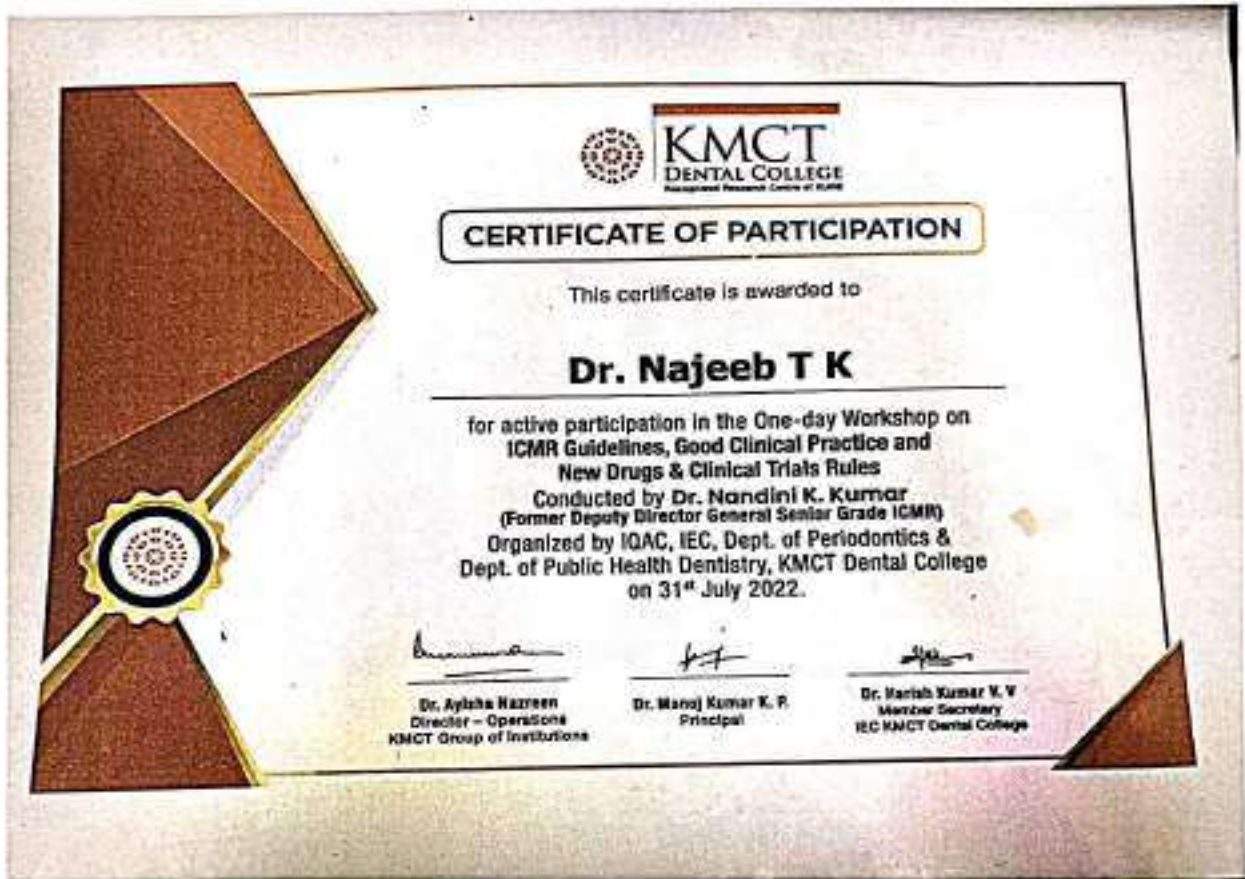 KMCT
DENTAL COLLEGE
CERTIFICATE OF PARTICIPATION
This certificate is awarded to
Dr. Najeeb T K
for active participation in the One-day Workshop on
ICMR Guidelines, Good Clinical Practice and
New Drugs & Clinical Trials Rules
Conducted by Dr. Nandini K. Kumar
(Former Deputy Director General Senior Grade ICMR)
Organized by IQAC, IEC, Dept. of Periodontics &
Dept. of Public Health Dentistry, KMCT Dental College
on 31st July 2022.
Dr. Ayisha Nazreen
Director – Operations
KMCT Group of Institutions
Dr. Manoj Kumar K. P.
Principal
Dr. Harish Kumar V. V
Member Secretary
IEC KMCT Dental College